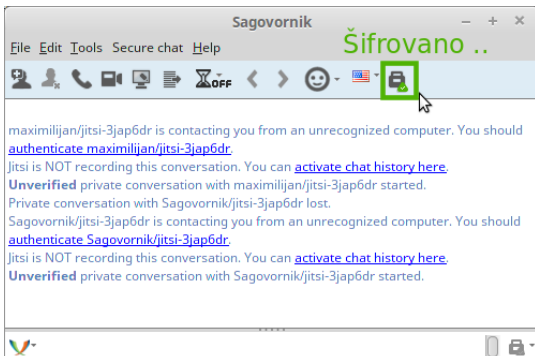 Sagovornik
File Edit Tools Secure chat Help
Šifrovano ..
OFF
maximilijan/jitsi-3jap6dr is contacting you from an unrecognized computer. You should
authenticate maximilijan/jitsi-3jap6dr.
Jitsi is NOT recording this conversation. You can activate chat history here.
Unverified private conversation with maximilijan/jitsi-3jap6dr started.
Private conversation with Sagovornik/jitsi-3jap6dr lost.
Sagovornik/jitsi-3jap6dr is contacting you from an unrecognized computer. You should
authenticate Sagovornik/jitsi-3jap6dr.
Jitsi is NOT recording this conversation. You can activate chat history here.
Unverified private conversation with Sagovornik/jitsi-3jap6dr started.